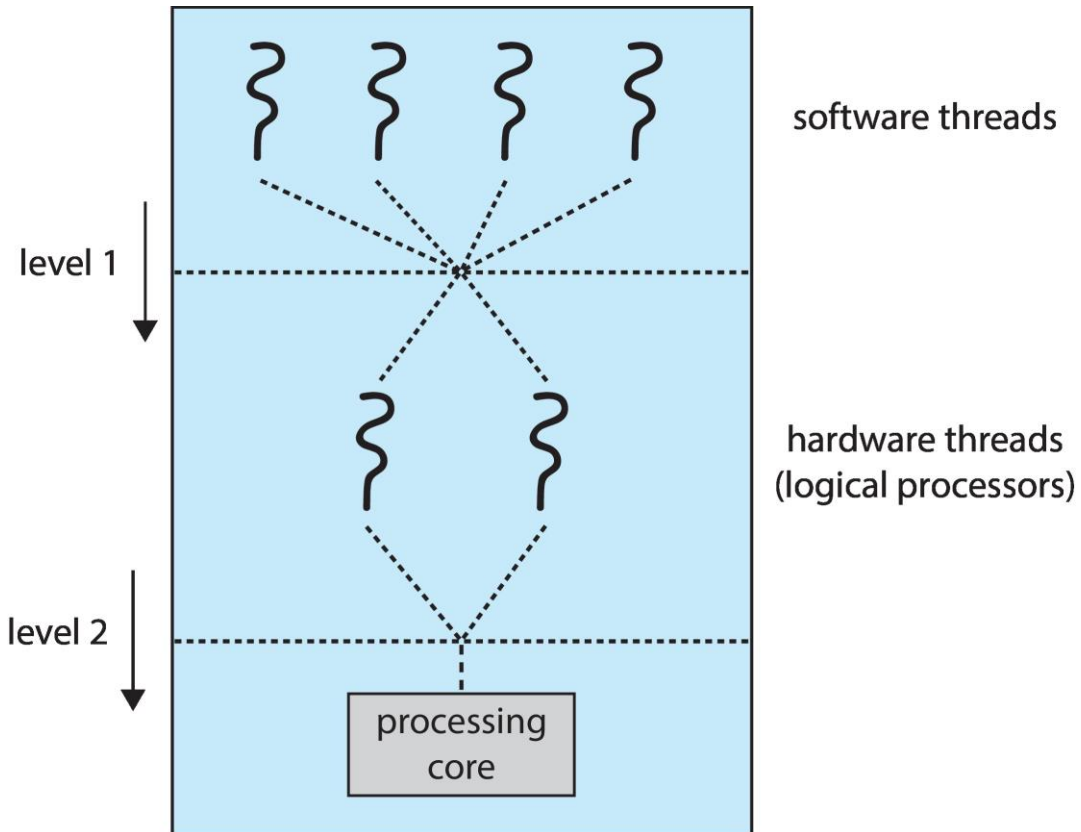 software threads
level 1
hardware threads
(logical processors)
level 2
processing
core